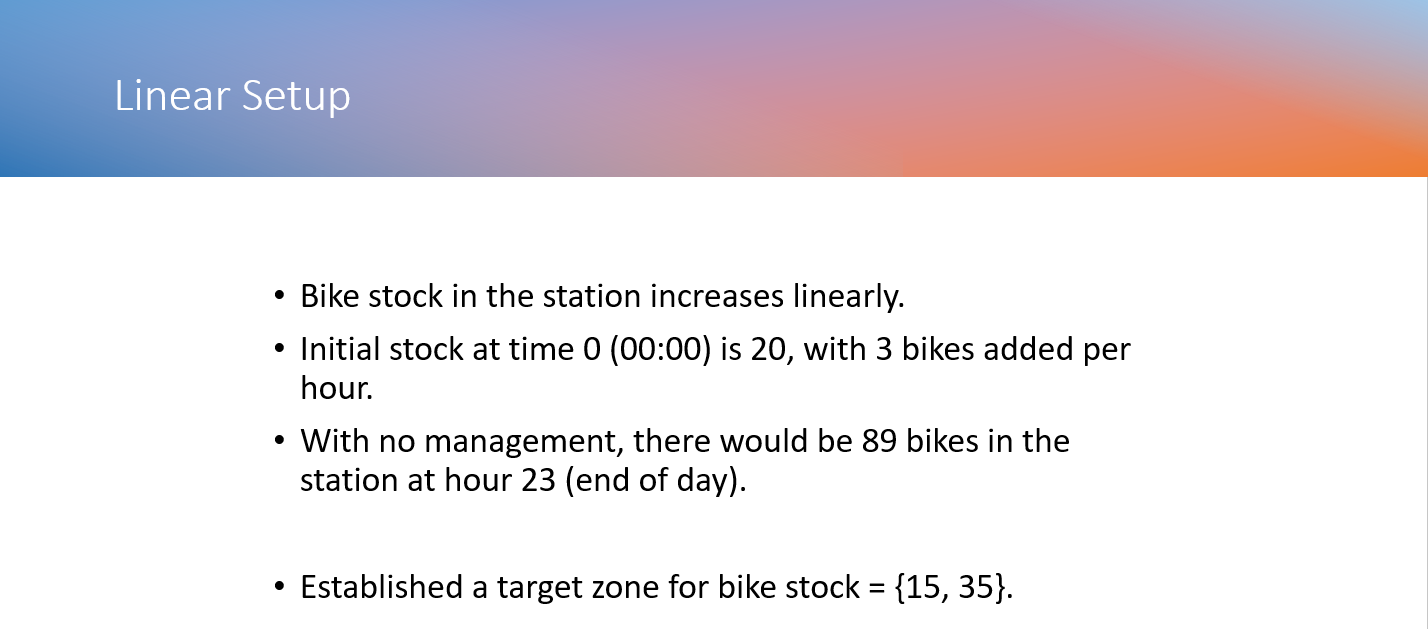 Linear Setup
• Bike stock in the station increases linearly.
• Initial stock at time 0 (00:00) is 20, with 3 bikes added per
hour.
• With no management, there would be 89 bikes in the
station at hour 23 (end of day).
• Established a target zone for bike stock = {15, 35}.